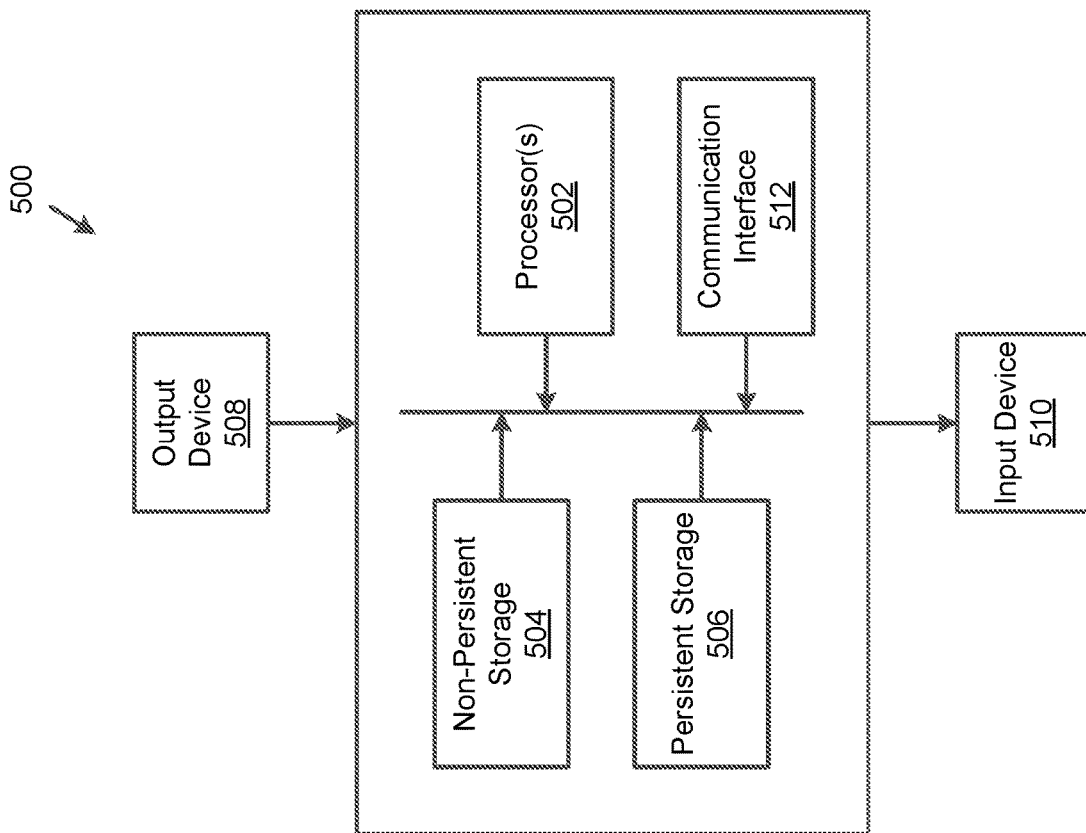 500
Output
Device
508
Processor(s)
502
Communication
Interface
512
Non-Persistent
Storage
504
Persistent Storage
506
Input Device
510